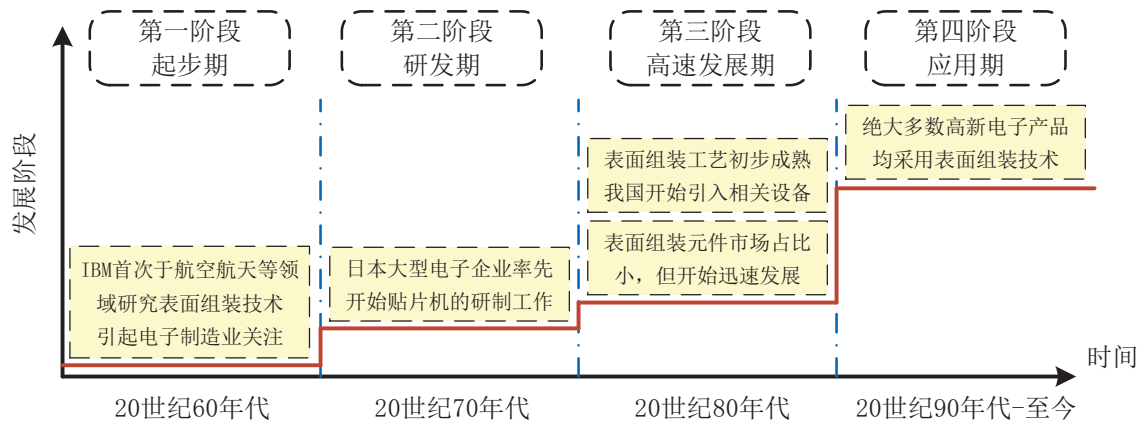 第一阶段
起步期
第二阶段
研发期
第三阶段
高速发展期
第四阶段
应用期
发展阶段
IBM首次于航空航天等领
域研究表面组装技术
引起电子制造业关注
日本大型电子企业率先
开始贴片机的研制工作
表面组装工艺初步成熟
我国开始引入相关设备
表面组装元件市场占比
小，但开始迅速发展
绝大多数高新电子产品
均采用表面组装技术
时间
20世纪60年代
20世纪70年代
20世纪80年代
20世纪90年代-至今